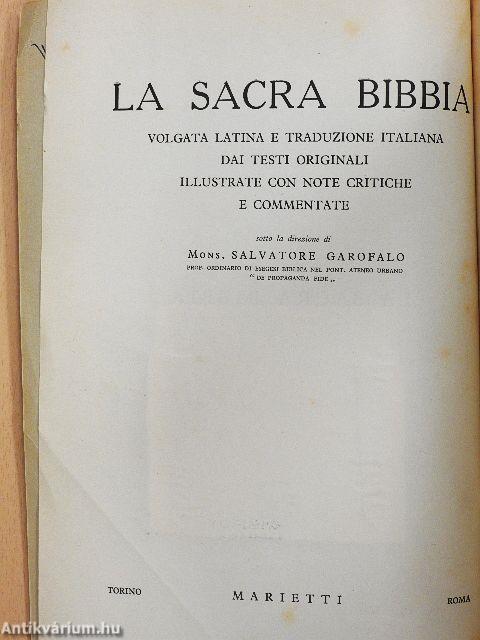 LA SACRA BIBBIA
VOLGATA LATINA E TRADUZIONE ITALIANA
DAI TESTI ORIGINALI
ILLUSTRATE CON NOTE CRITICHE
E COMMENTATE
sotto la direzione di
MONS. SALVATORE GAROFALO
PROF. ORDINARIO DI ESEGESI BIBLICA NEL PONT. ATENEO URBANO
“ DE PROPAGANDA FIDE „
TORINO MARIETTI ROMA
Antikvárium.hu